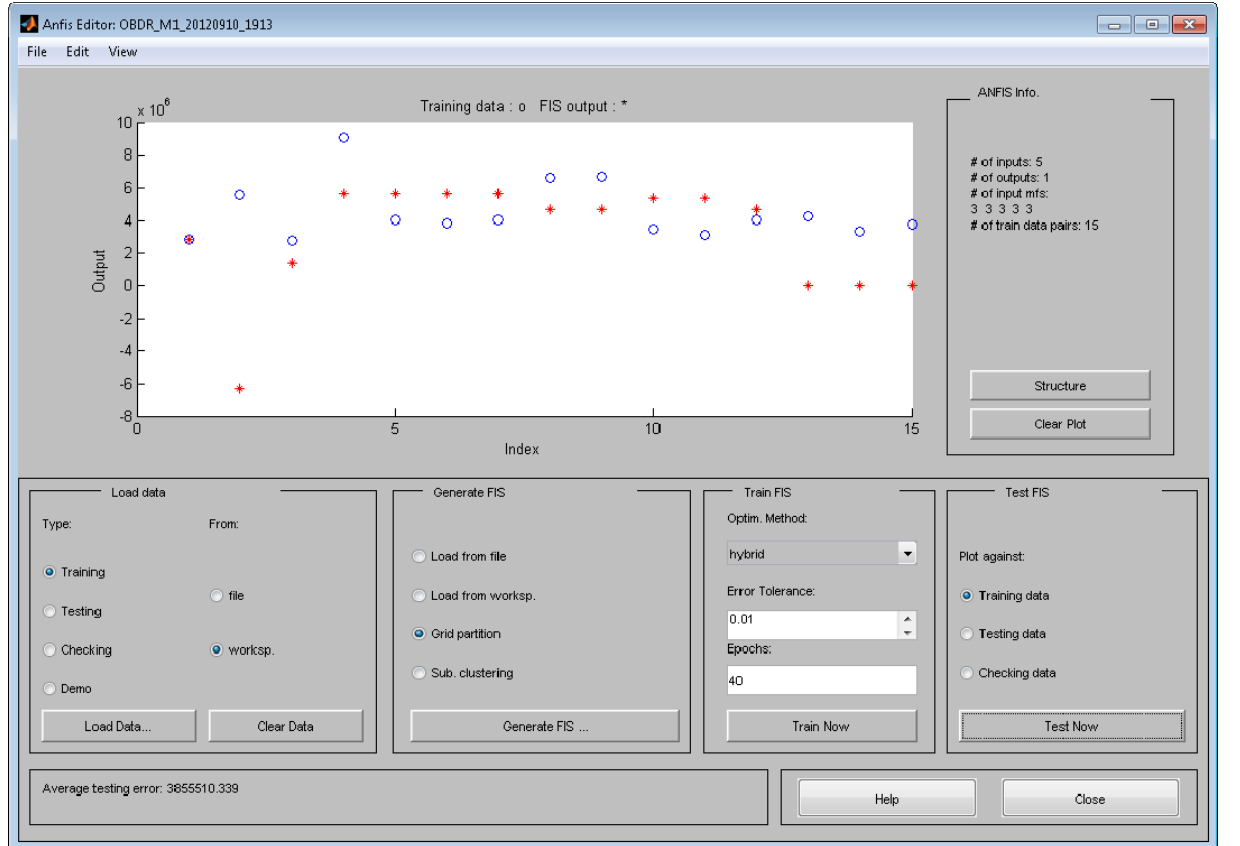 Anfis Editor: OBDR_M1_20120910_1913
File Edit View
x 10^6
Training data : o FIS output : *
10
8
6
4
2
0
-2
-4
-6
-8
Output
0 5 10 15
Index
ANFIS Info.
# of inputs: 5
# of outputs: 1
# of input mfs:
3 3 3 3 3
# of train data pairs: 15
Structure
Clear Plot
Load data
Type: From:
Training
file
Testing
Checking
worksp.
Demo
Load Data...
Clear Data
Generate FIS
Load from file
Load from worksp.
Grid partition
Sub. clustering
Generate FIS ...
Train FIS
Optim. Method:
hybrid
Error Tolerance:
0.01
Epochs:
40
Train Now
Test FIS
Plot against:
Training data
Testing data
Checking data
Test Now
Average testing error: 3855510.339
Help
Close